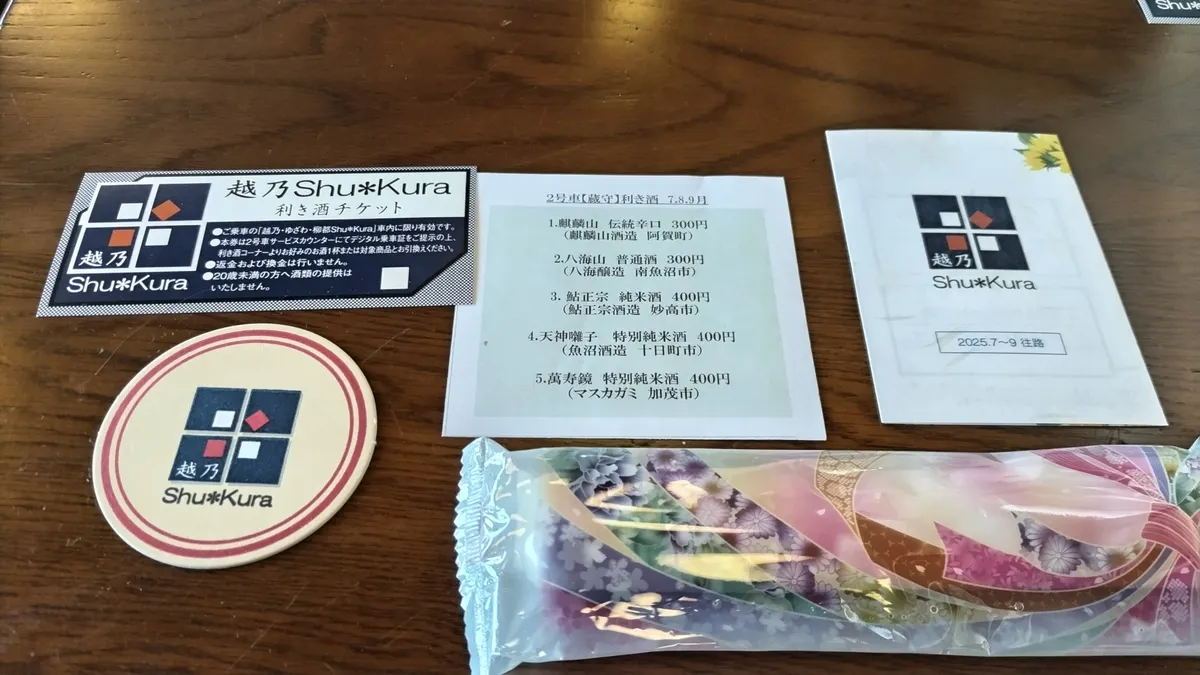 越乃Shu*Kura
利き酒チケット
●ご乗車の「越乃・ゆざわ・柳都Shu*Kura」車内に限り有効です。
●本券は2号車サービスカウンターにてデジタル乗車証をご提示の上、
利き酒コーナーよりお好みのお酒1杯または対象商品とお引換えください。
●返金および換金は行いません。
●20歳未満の方へ酒類の提供は
いたしません。
越乃
Shu*Kura
2号車【蔵守】利き酒 7.8.9月
1.麒麟山 伝統辛口 300円
(麒麟山酒造 阿賀町)
2.八海山 普通酒 300円
(八海醸造 南魚沼市)
3.鮎正宗 純米酒 400円
(鮎正宗酒造 妙高市)
4.天神囃子 特別純米酒 400円
(魚沼酒造 十日町市)
5.萬寿鏡 特別純米酒 400円
(マスカガミ 加茂市)
越乃
Shu*Kura
2025.7~9 往路
越乃
Shu*Kura
Shu*